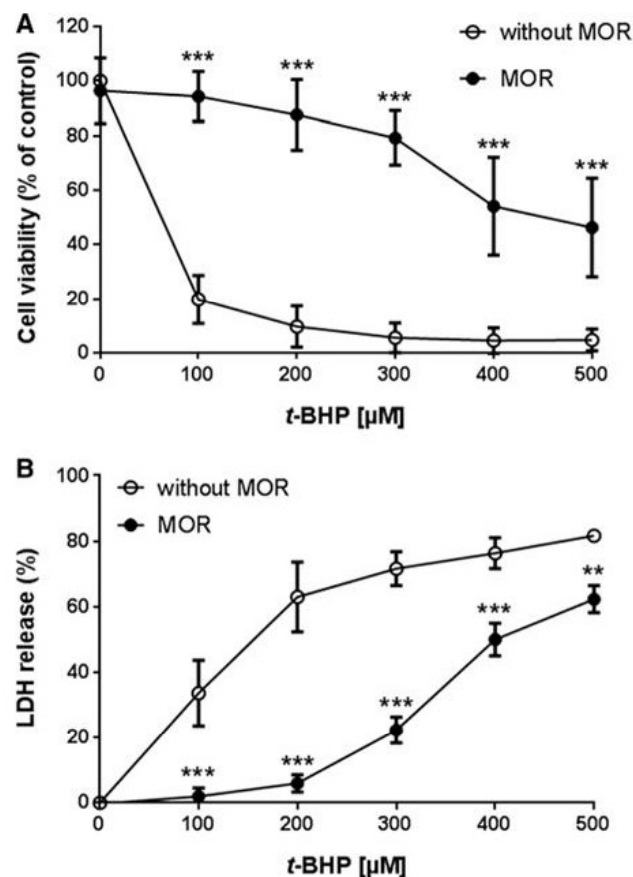 A
120
100
80
60
40
20
0
Cell viability (% of control)
without MOR
MOR
***
***
***
***
***
0 100 200 300 400 500
t-BHP [µM]
B
100
80
60
40
20
0
LDH release (%)
without MOR
MOR
***
***
***
***
**
0 100 200 300 400 500
t-BHP [µM]